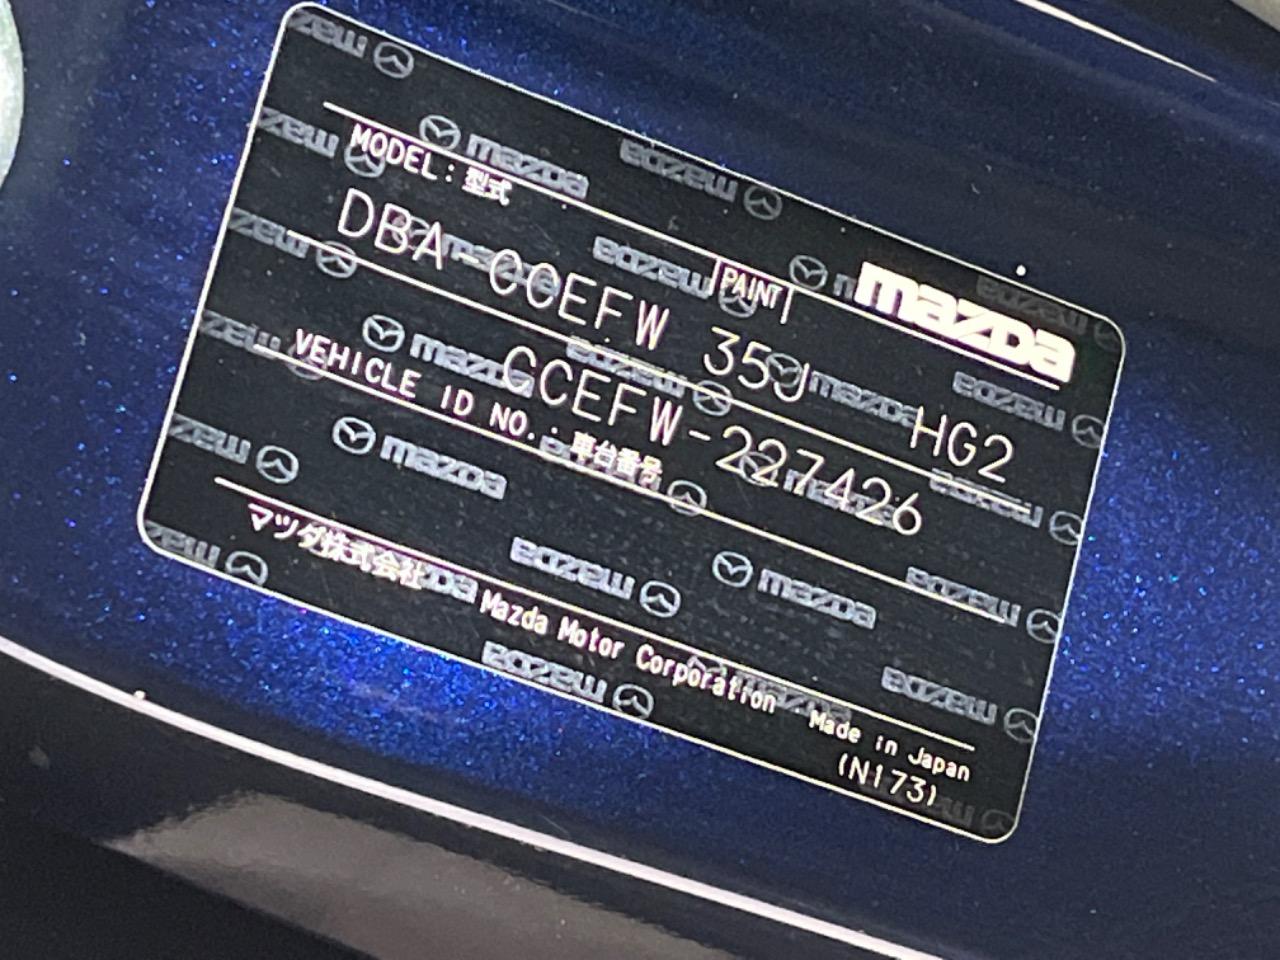 mazda
MODEL: 型式 PAINT
DBA-CCEFW 35J HG2
VEHICLE ID NO.: 車台番号
CCEFW-227426
マツダ株式会社 Mazda Motor Corporation Made in Japan
(N173)